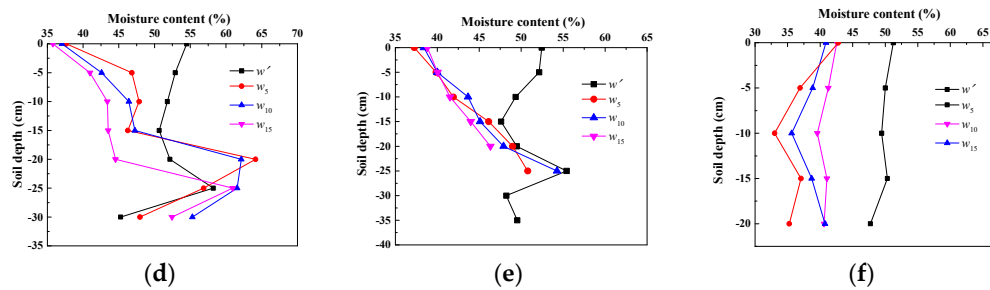 Moisture content (%)
35 40 45 50 55 60 65 70
0
-5
-10
-15
-20
-25
-30
-35
Soil depth (cm)
w′
w5
w10
w15
(d)
Moisture content (%)
35 40 45 50 55 60 65
0
-5
-10
-15
-20
-25
-30
-35
-40
Soil depth (cm)
w′
w5
w10
w15
(e)
Moisture content (%)
30 35 40 45 50 55 60 65
0
-5
-10
-15
-20
Soil depth (cm)
w′
w5
w10
w15
(f)